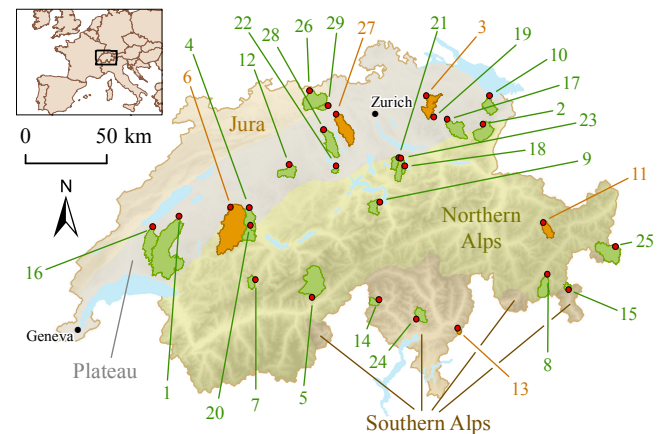 26 29 27 21 3 19 10
22 28
4 12 17
6 Zurich 2
0 50 km Jura 23
18
N 9
Northern 11
Alps
25
16
Geneva 14 15
Plateau 24
1 20 7 5 13 8
Southern Alps